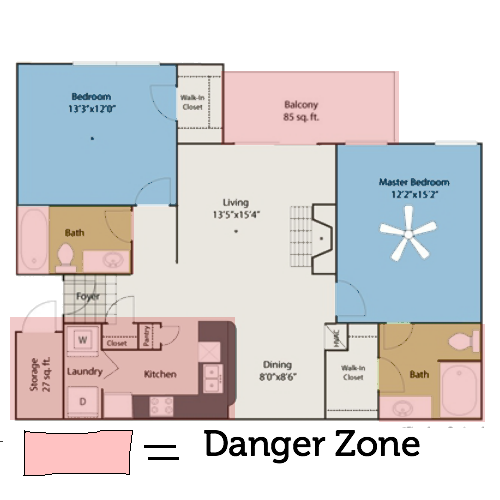 Bedroom
13'3"x12'0"
Walk-In
Closet
Balcony
85 sq. ft.
Living
13'5"x15'4"
Master Bedroom
12'2"x15'2"
Bath
Foyer
W
Closet
Pantry
Storage
27 sq. ft.
Laundry
Kitchen
D
Dining
8'0"x8'6"
HVAC
Walk-In
Closet
Bath
= Danger Zone